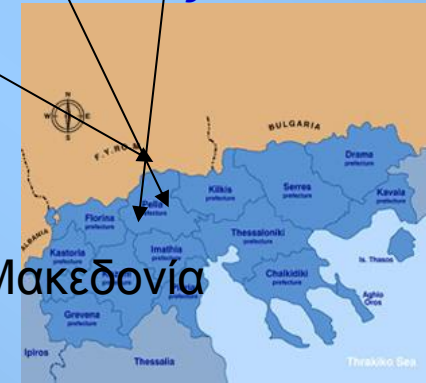 N
W
E
S
BULGARIA
F.Y.RO.M
ALBANIA
Drama
prefecture
Kavala
prefecture
Serres
prefecture
Kilkis
prefecture
Pella
prefecture
Florina
prefecture
Thessaloniki
prefecture
Imathia
prefecture
Kastoria
prefecture
Is. Thasos
Chalkidiki
prefecture
Μακεδονία
Aghio
Oros
Grevena
prefecture
Ipiros
Thessalia
Thrakiko Sea